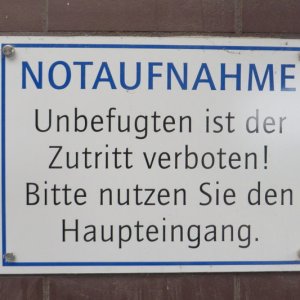 NOTAUFNAHME
Unbefugten ist der
Zutritt verboten!
Bitte nutzen Sie den
Haupteingang.